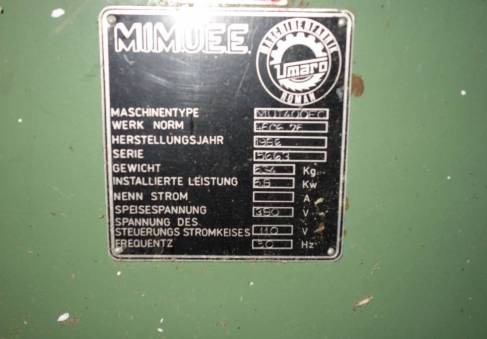 MIMUEE
MASCHINENFABRIK
Umaro
ROMAN
MASCHINENTYPE
WERK NORM
HERSTELLUNGSJAHR
SERIE
GEWICHT Kg
INSTALLIERTE LEISTUNG Kw
NENN STROM A
SPEISESPANNUNG V
SPANNUNG DES
STEUERUNGS STROMKEISES 110 V
FREQUENTZ 50 Hz